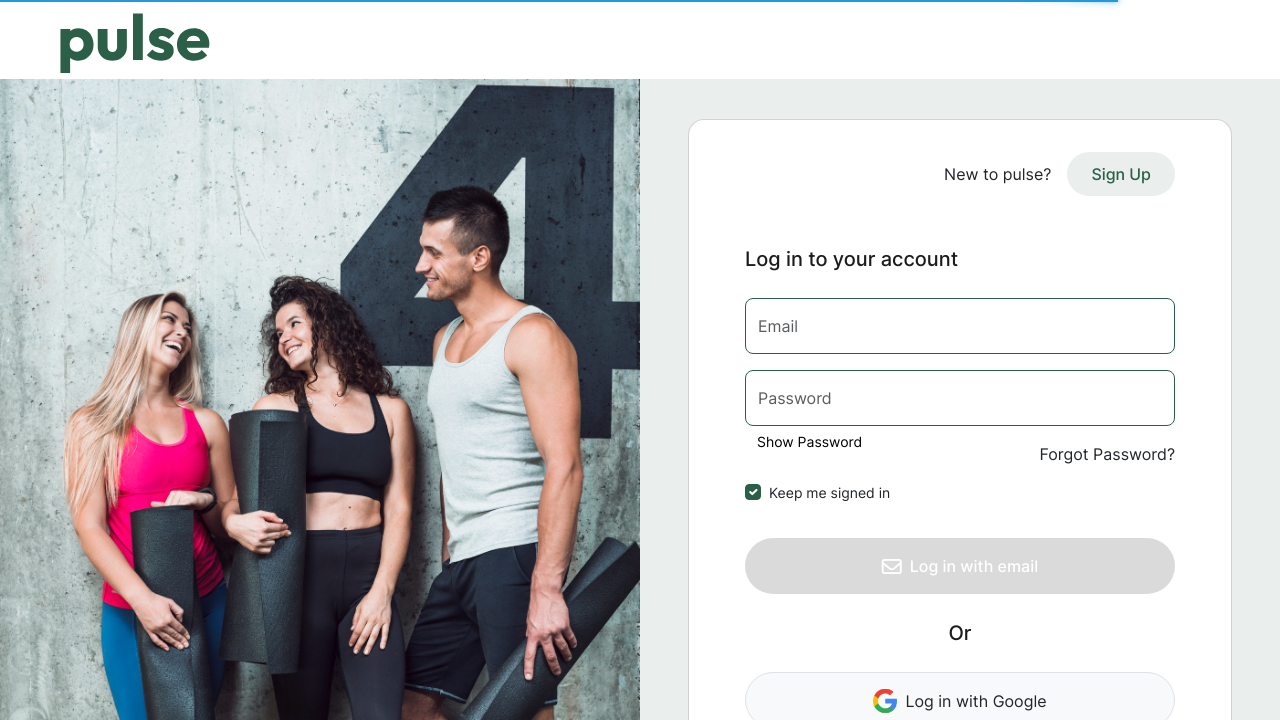 pulse
4
New to pulse? Sign Up
Log in to your account
Email
Password
Show Password
Forgot Password?
Keep me signed in
Log in with email
Or
Log in with Google